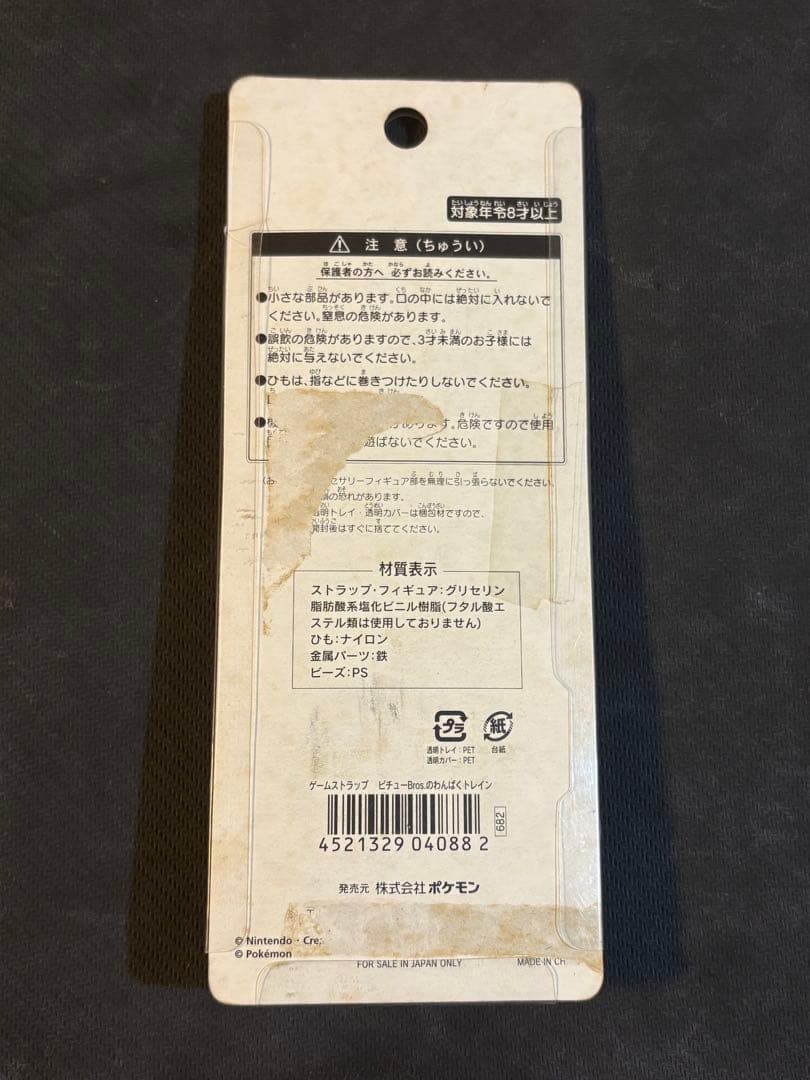 対象年令8才以上
⚠ 注 意（ちゅうい）
保護者の方へ 必ずお読みください。
●小さな部品があります。口の中には絶対に入れないで
ください。窒息の危険があります。
●誤飲の危険がありますので、3才未満のお子様には
絶対に与えないでください。
●ひもは、指などに巻きつけたりしないでください。
あります。危険ですので使用
遊ばないでください。
セサリーフィギュア部を無理に引っ張らないでください。
の恐れがあります。
透明トレイ・透明カバーは梱包材ですので、
開封後はすぐに捨ててください。
材質表示
ストラップ・フィギュア：グリセリン
脂肪酸系塩化ビニル樹脂(フタル酸エ
ステル類は使用しておりません)
ひも：ナイロン
金属パーツ：鉄
ビーズ：PS
プラ 紙
透明トレイ：PET 台紙
透明カバー：PET
ゲームストラップ ピチューBros.のわんぱくトレイン
4521329 04088 2
682
発売元 株式会社ポケモン
〒
© Nintendo・Cre
© Pokémon
FOR SALE IN JAPAN ONLY
MADE IN CH